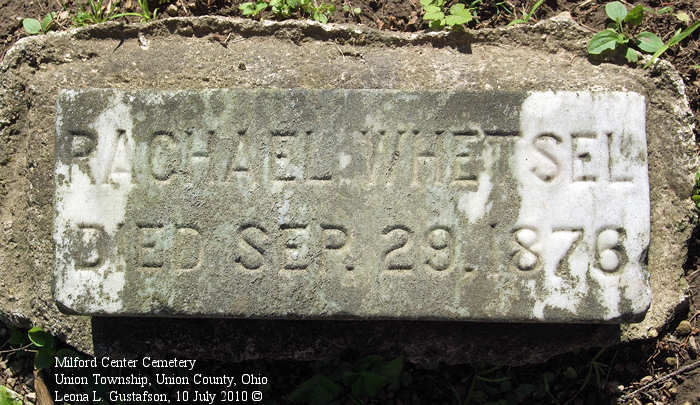 RACHAEL WHETSEL
DIED SEP. 29. 1876
Milford Center Cemetery
Union Township, Union County, Ohio
Leona L. Gustafson, 10 July 2010 ©